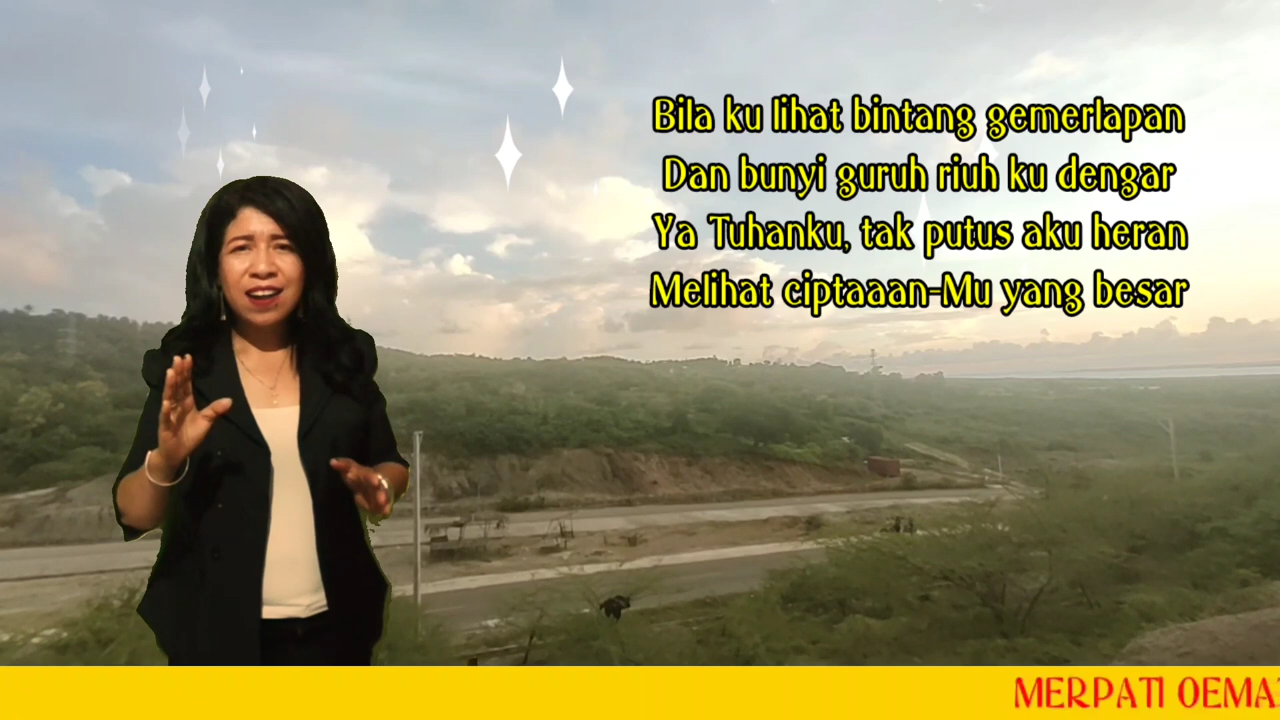 Bila ku lihat bintang gemerlapan
Dan bunyi guruh riuh ku dengar
Ya Tuhanku, tak putus aku heran
Melihat ciptaaan-Mu yang besar
MERPATI